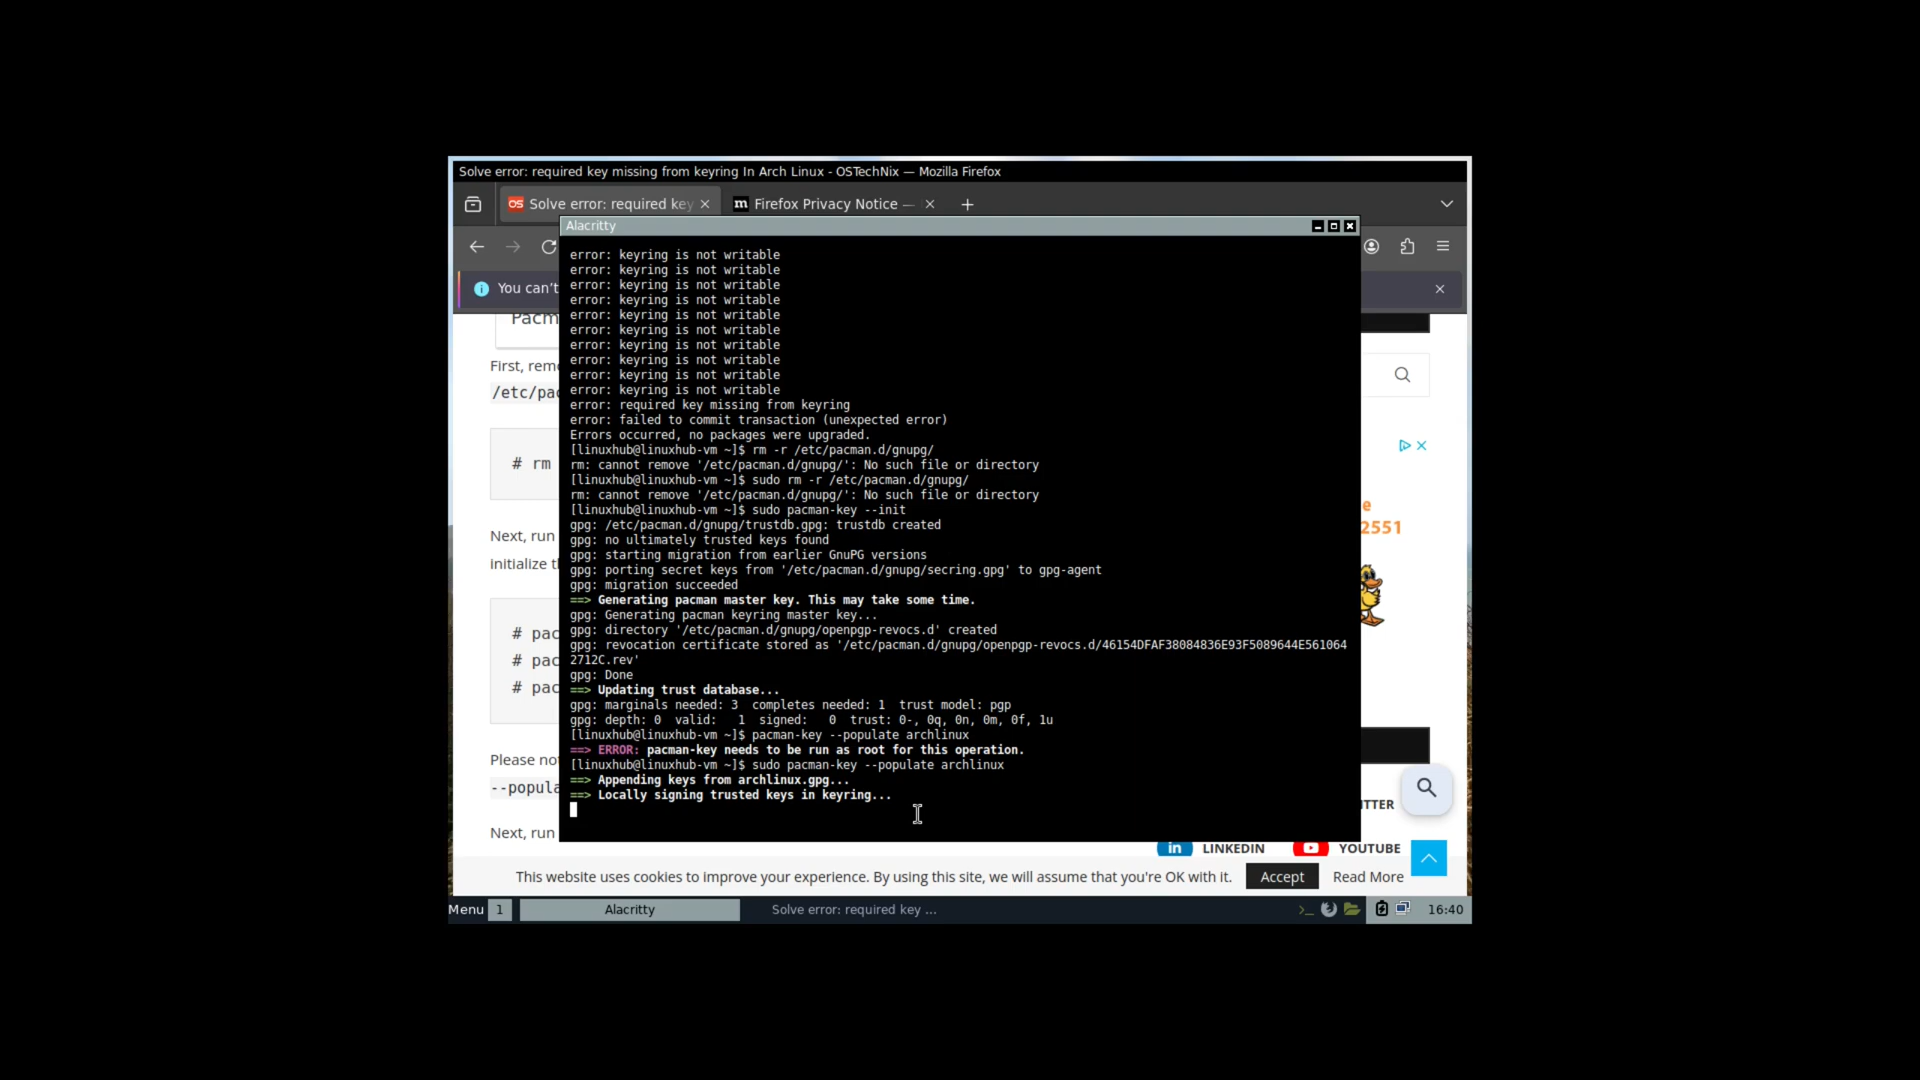 Solve error: required key missing from keyring In Arch Linux - OSTechNix — Mozilla Firefox
OS Solve error: required key
m Firefox Privacy Notice —
Alacritty
You can't
Pacm
First, rem
/etc/pac
# rm
Next, run
initialize t
# pac
# pac
# pac
Please no
--popula
Next, run
error: keyring is not writable
error: keyring is not writable
error: keyring is not writable
error: keyring is not writable
error: keyring is not writable
error: keyring is not writable
error: keyring is not writable
error: keyring is not writable
error: keyring is not writable
error: keyring is not writable
error: required key missing from keyring
error: failed to commit transaction (unexpected error)
Errors occurred, no packages were upgraded.
[linuxhub@linuxhub-vm ~]$ rm -r /etc/pacman.d/gnupg/
rm: cannot remove '/etc/pacman.d/gnupg/': No such file or directory
[linuxhub@linuxhub-vm ~]$ sudo rm -r /etc/pacman.d/gnupg/
rm: cannot remove '/etc/pacman.d/gnupg/': No such file or directory
[linuxhub@linuxhub-vm ~]$ sudo pacman-key --init
gpg: /etc/pacman.d/gnupg/trustdb.gpg: trustdb created
gpg: no ultimately trusted keys found
gpg: starting migration from earlier GnuPG versions
gpg: porting secret keys from '/etc/pacman.d/gnupg/secring.gpg' to gpg-agent
gpg: migration succeeded
==> Generating pacman master key. This may take some time.
gpg: Generating pacman keyring master key...
gpg: directory '/etc/pacman.d/gnupg/openpgp-revocs.d' created
gpg: revocation certificate stored as '/etc/pacman.d/gnupg/openpgp-revocs.d/46154DFAF38084836E93F5089644E561064
2712C.rev'
gpg: Done
==> Updating trust database...
gpg: marginals needed: 3  completes needed: 1  trust model: pgp
gpg: depth: 0  valid:   1  signed:   0  trust: 0-, 0q, 0n, 0m, 0f, 1u
[linuxhub@linuxhub-vm ~]$ pacman-key --populate archlinux
==> ERROR: pacman-key needs to be run as root for this operation.
[linuxhub@linuxhub-vm ~]$ sudo pacman-key --populate archlinux
==> Appending keys from archlinux.gpg...
==> Locally signing trusted keys in keyring...
e
2551
ITTER
in LINKEDIN
YOUTUBE
This website uses cookies to improve your experience. By using this site, we will assume that you're OK with it. Accept Read More
Menu 1 Alacritty Solve error: required key ... 16:40